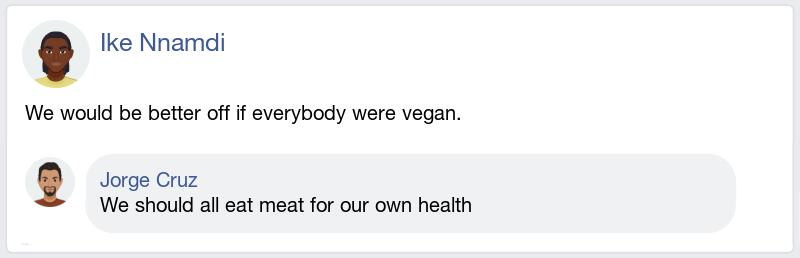 Ike Nnamdi
We would be better off if everybody were vegan.
Jorge Cruz
We should all eat meat for our own health